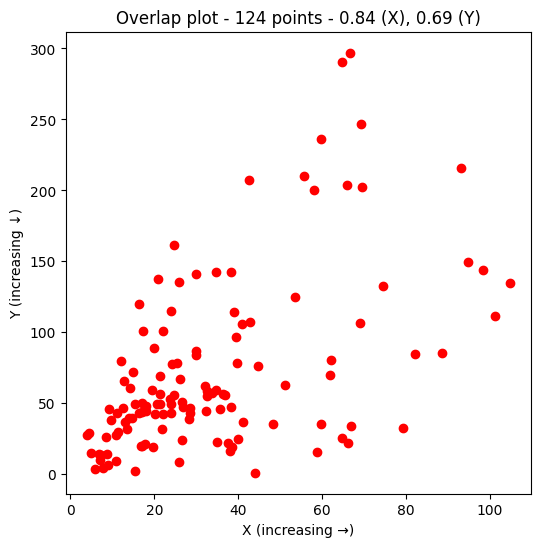 Overlap plot - 124 points - 0.84 (X), 0.69 (Y)
300
250
200
150
100
50
0
Y (increasing ↓)
0 20 40 60 80 100
X (increasing →)